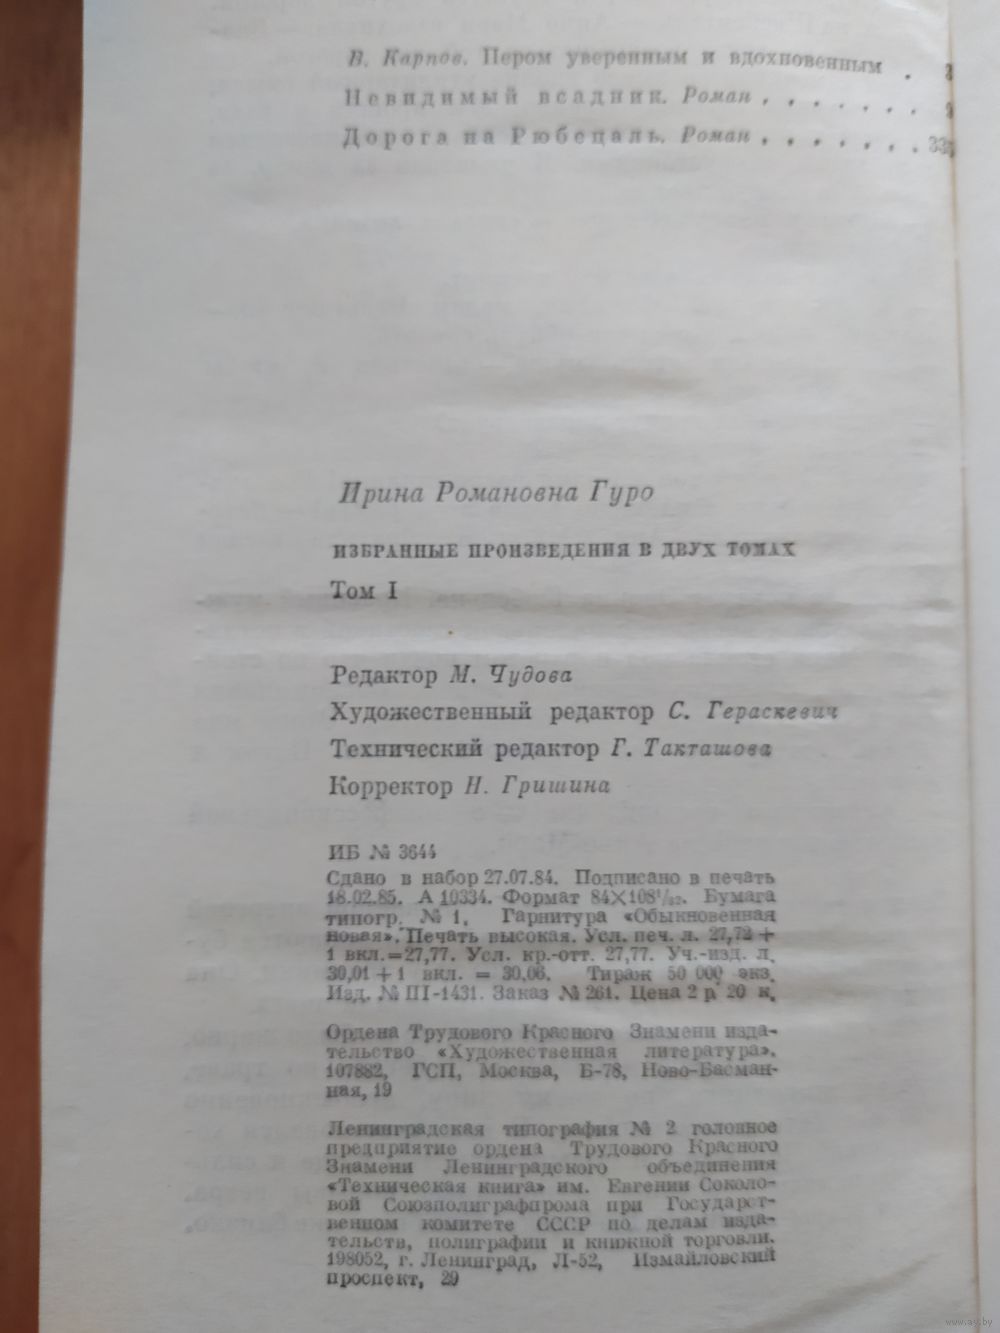 В. Карпов. Пером уверенным и вдохновенным .
Невидимый всадник. Роман . . . . . . .
Дорога на Рюбецаль. Роман . . . . . . .
Ирина Романовна Гуро
ИЗБРАННЫЕ ПРОИЗВЕДЕНИЯ В ДВУХ ТОМАХ
Том I
Редактор М. Чудова
Художественный редактор С. Гераскевич
Технический редактор Г. Такташова
Корректор Н. Гришина
ИБ № 3644
Сдано в набор 27.07.84. Подписано в печать
18.02.85. А 10334. Формат 84×108¹/₃₂. Бумага
типогр. № 1. Гарнитура «Обыкновенная
новая». Печать высокая. Усл. печ. л. 27,72 +
1 вкл.=27,77. Усл. кр.-отт. 27,77. Уч.-изд. л.
30,01 + 1 вкл. = 30,06. Тираж 50 000 экз.
Изд. № III-1431. Заказ № 261. Цена 2 р. 20 к.
Ордена Трудового Красного Знамени изда-
тельство «Художественная литература».
107882, ГСП, Москва, Б-78, Ново-Басман-
ная, 19
Ленинградская типография № 2 головное
предприятие ордена Трудового Красного
Знамени Ленинградского объединения
«Техническая книга» им. Евгении Соколо-
вой Союзполиграфпрома при Государст-
венном комитете СССР по делам изда-
тельств, полиграфии и книжной торговли.
198052, г. Ленинград, Л-52, Измайловский
проспект, 29
www.ay.by